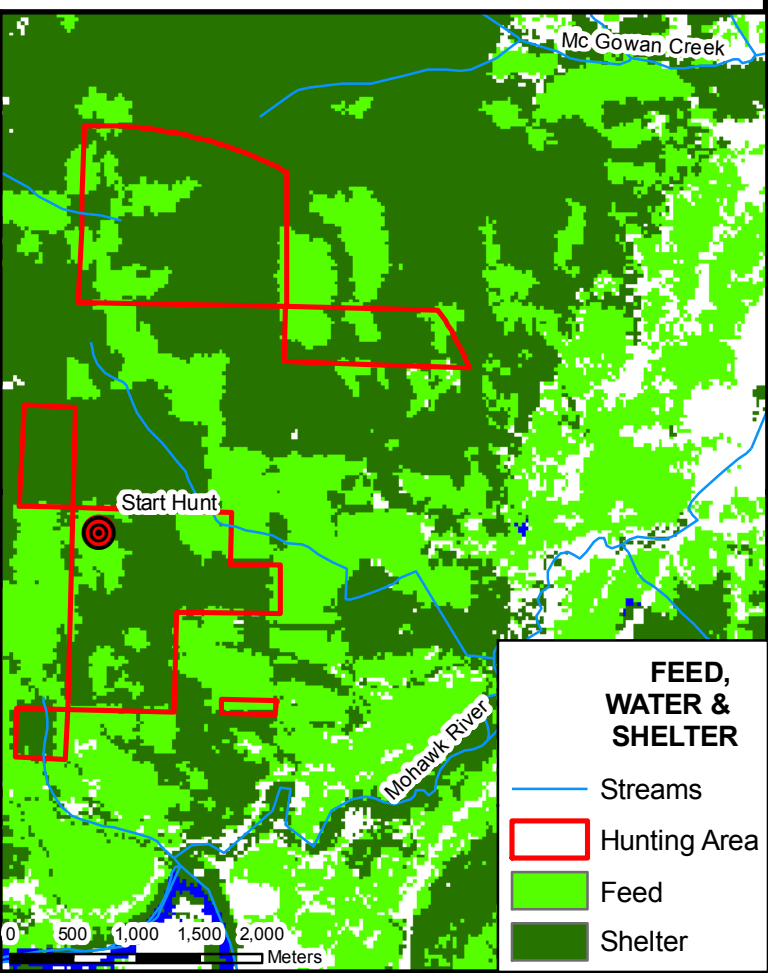 Mc Gowan Creek
Start Hunt
Mohawk River
FEED,
WATER &
SHELTER
Streams
Hunting Area
Feed
Shelter
0 500 1,000 1,500 2,000
Meters